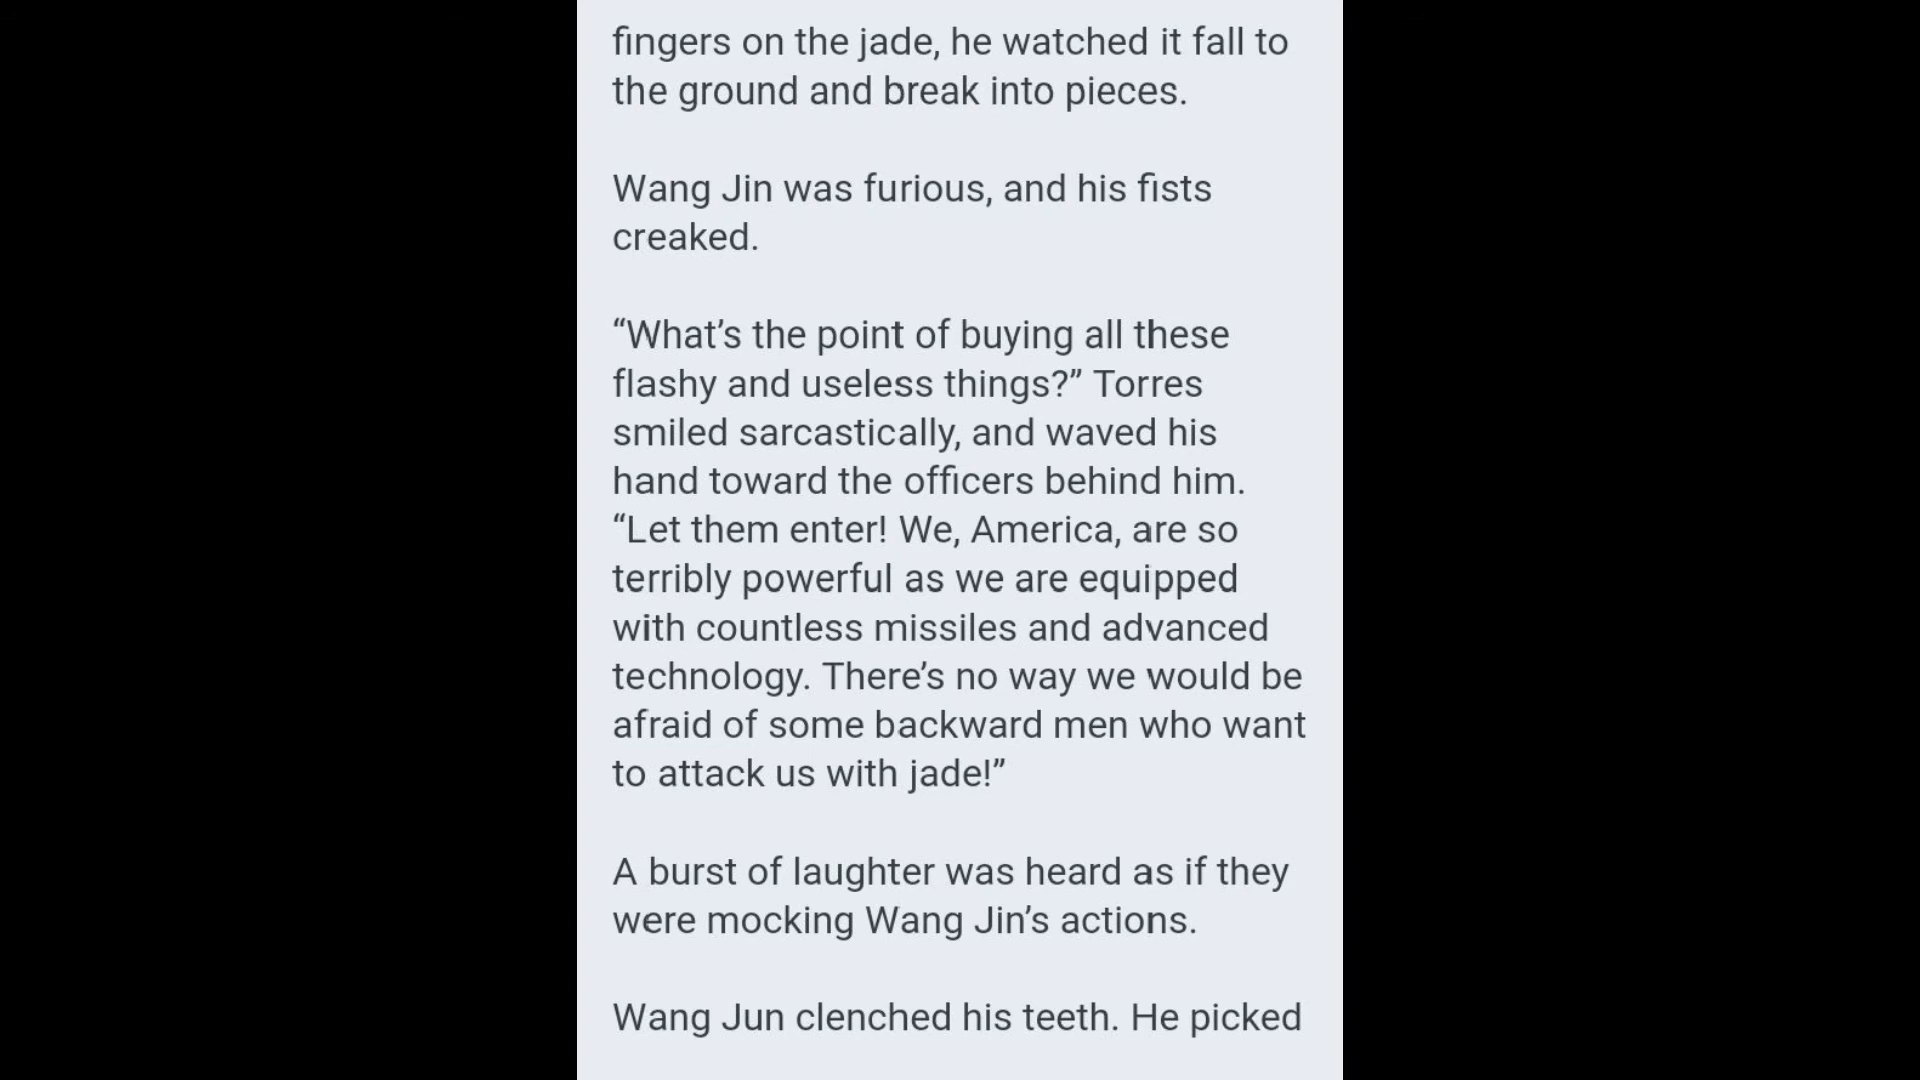 fingers on the jade, he watched it fall to
the ground and break into pieces.
Wang Jin was furious, and his fists
creaked.
“What’s the point of buying all these
flashy and useless things?” Torres
smiled sarcastically, and waved his
hand toward the officers behind him.
“Let them enter! We, America, are so
terribly powerful as we are equipped
with countless missiles and advanced
technology. There’s no way we would be
afraid of some backward men who want
to attack us with jade!”
A burst of laughter was heard as if they
were mocking Wang Jin’s actions.
Wang Jun clenched his teeth. He picked